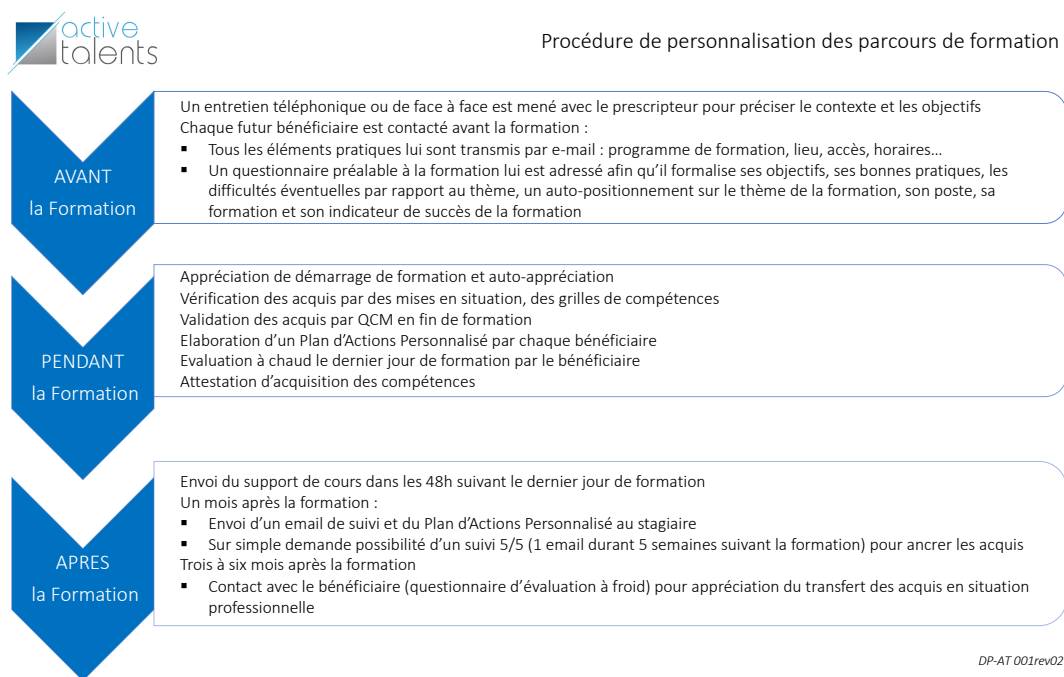 active
talents
Procédure de personnalisation des parcours de formation
AVANT
la Formation
Un entretien téléphonique ou de face à face est mené avec le prescripteur pour préciser le contexte et les objectifs
Chaque futur bénéficiaire est contacté avant la formation :
▪ Tous les éléments pratiques lui sont transmis par e-mail : programme de formation, lieu, accès, horaires…
▪ Un questionnaire préalable à la formation lui est adressé afin qu'il formalise ses objectifs, ses bonnes pratiques, les
difficultés éventuelles par rapport au thème, un auto-positionnement sur le thème de la formation, son poste, sa
formation et son indicateur de succès de la formation
PENDANT
la Formation
Appréciation de démarrage de formation et auto-appréciation
Vérification des acquis par des mises en situation, des grilles de compétences
Validation des acquis par QCM en fin de formation
Elaboration d'un Plan d'Actions Personnalisé par chaque bénéficiaire
Evaluation à chaud le dernier jour de formation par le bénéficiaire
Attestation d'acquisition des compétences
APRES
la Formation
Envoi du support de cours dans les 48h suivant le dernier jour de formation
Un mois après la formation :
▪ Envoi d'un email de suivi et du Plan d'Actions Personnalisé au stagiaire
▪ Sur simple demande possibilité d'un suivi 5/5 (1 email durant 5 semaines suivant la formation) pour ancrer les acquis
Trois à six mois après la formation
▪ Contact avec le bénéficiaire (questionnaire d'évaluation à froid) pour appréciation du transfert des acquis en situation
professionnelle
DP-AT 001rev02